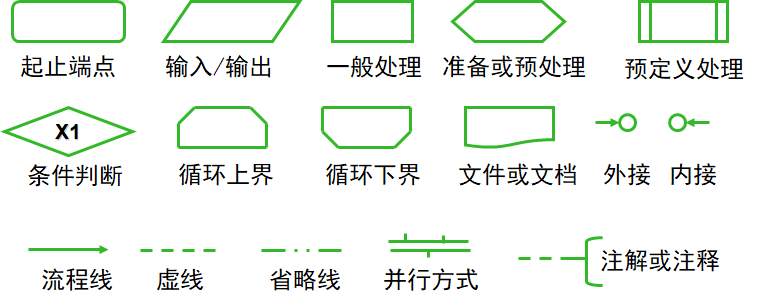 起止端点 输入/输出 一般处理 准备或预处理 预定义处理
X1
条件判断 循环上界 循环下界 文件或文档 外接 内接
流程线 虚线 省略线 并行方式 注解或注释